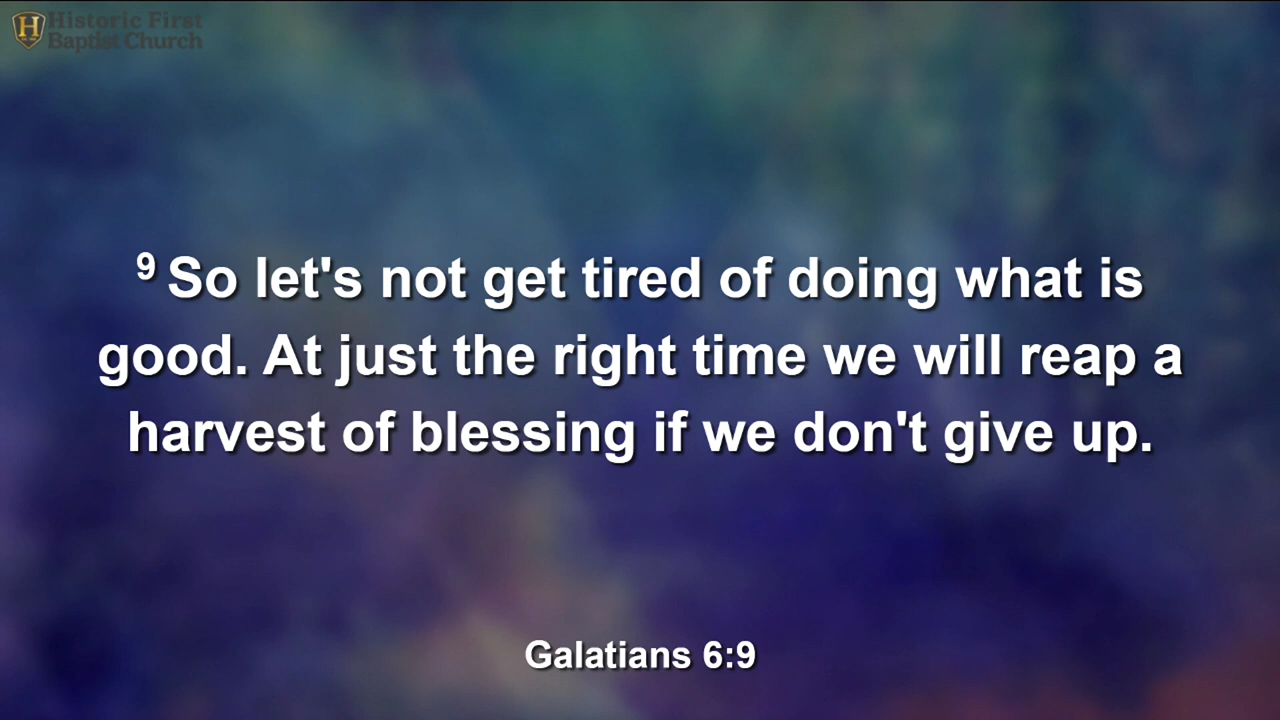 Historic First
Baptist Church
⁹ So let's not get tired of doing what is
good. At just the right time we will reap a
harvest of blessing if we don't give up.
Galatians 6:9